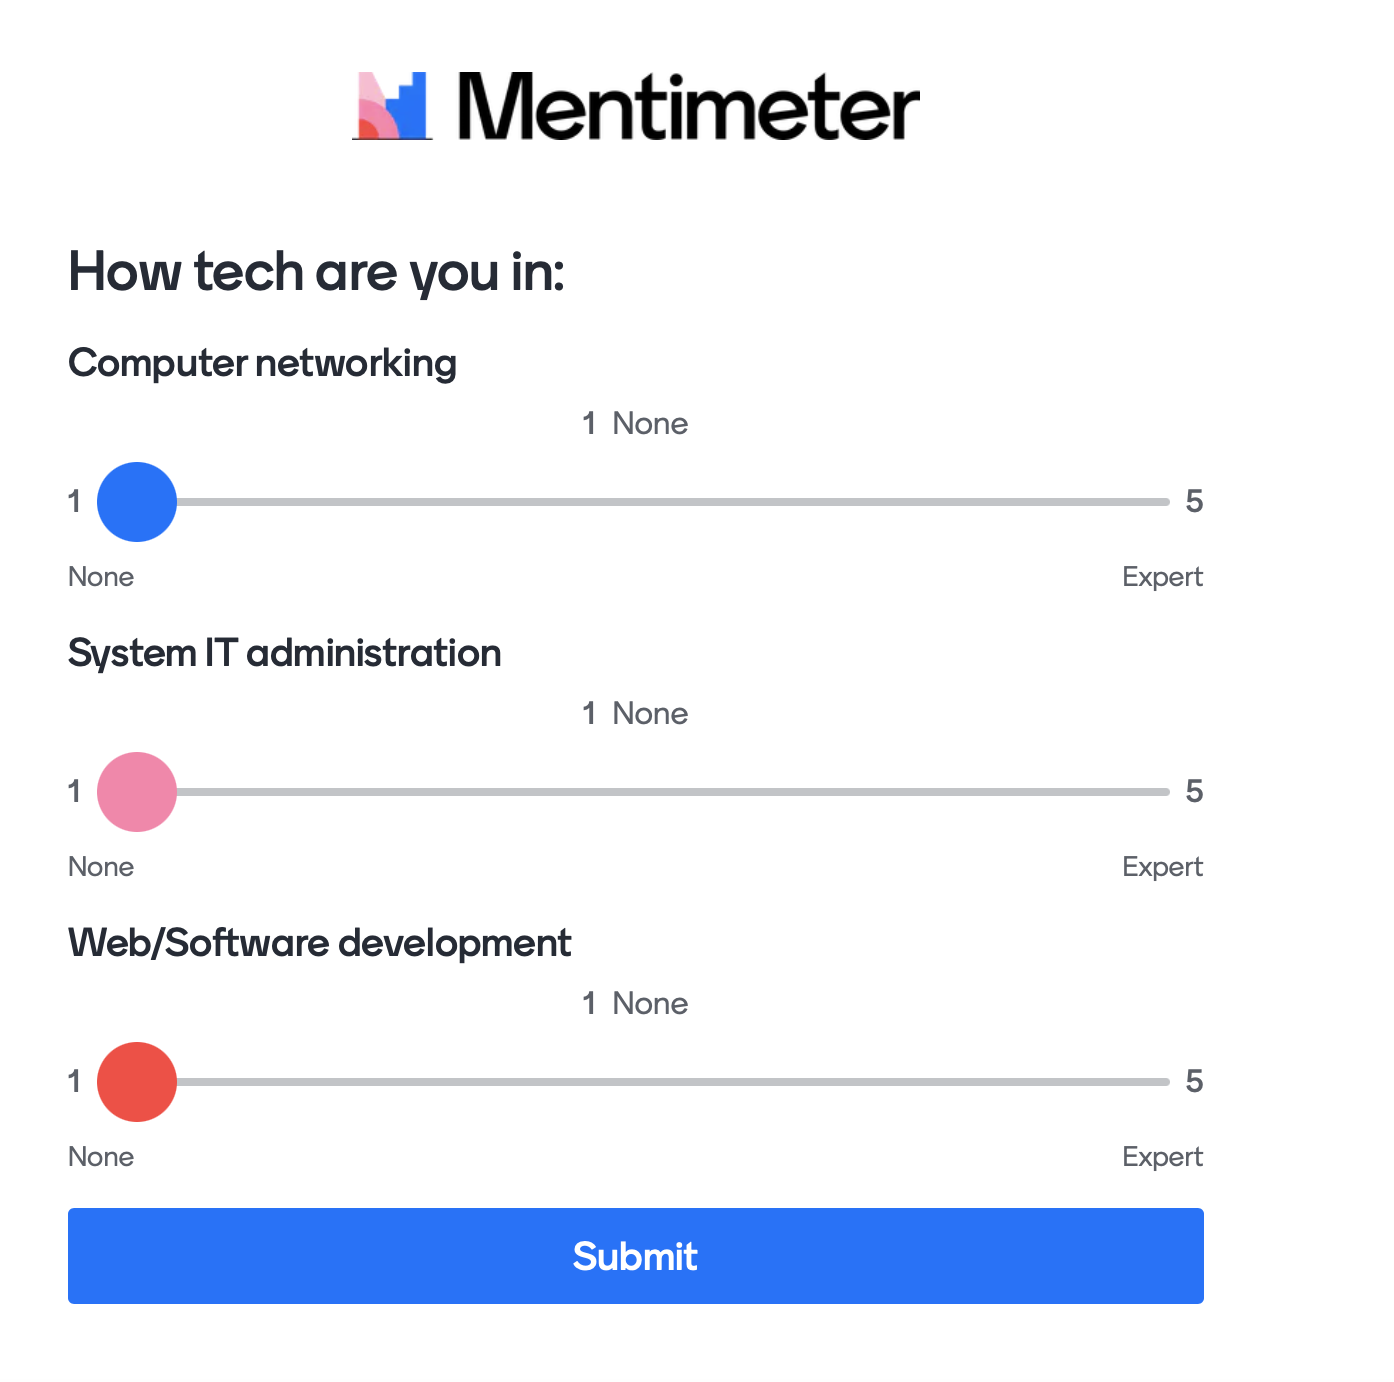 Mentimeter
How tech are you in:
Computer networking
1 None
1 5
None Expert
System IT administration
1 None
1 5
None Expert
Web/Software development
1 None
1 5
None Expert
Submit